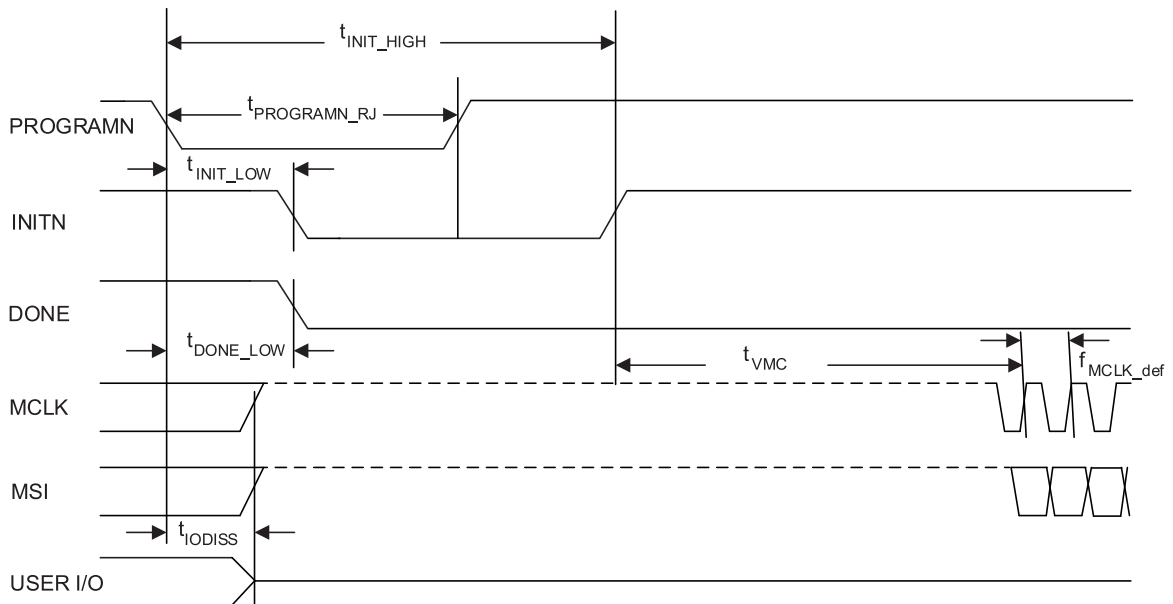 tINIT_HIGH
PROGRAMN
tPROGRAMN_RJ
tINIT_LOW
INITN
DONE
tDONE_LOW
tVMC
fMCLK_def
MCLK
MSI
tIODISS
USER I/O